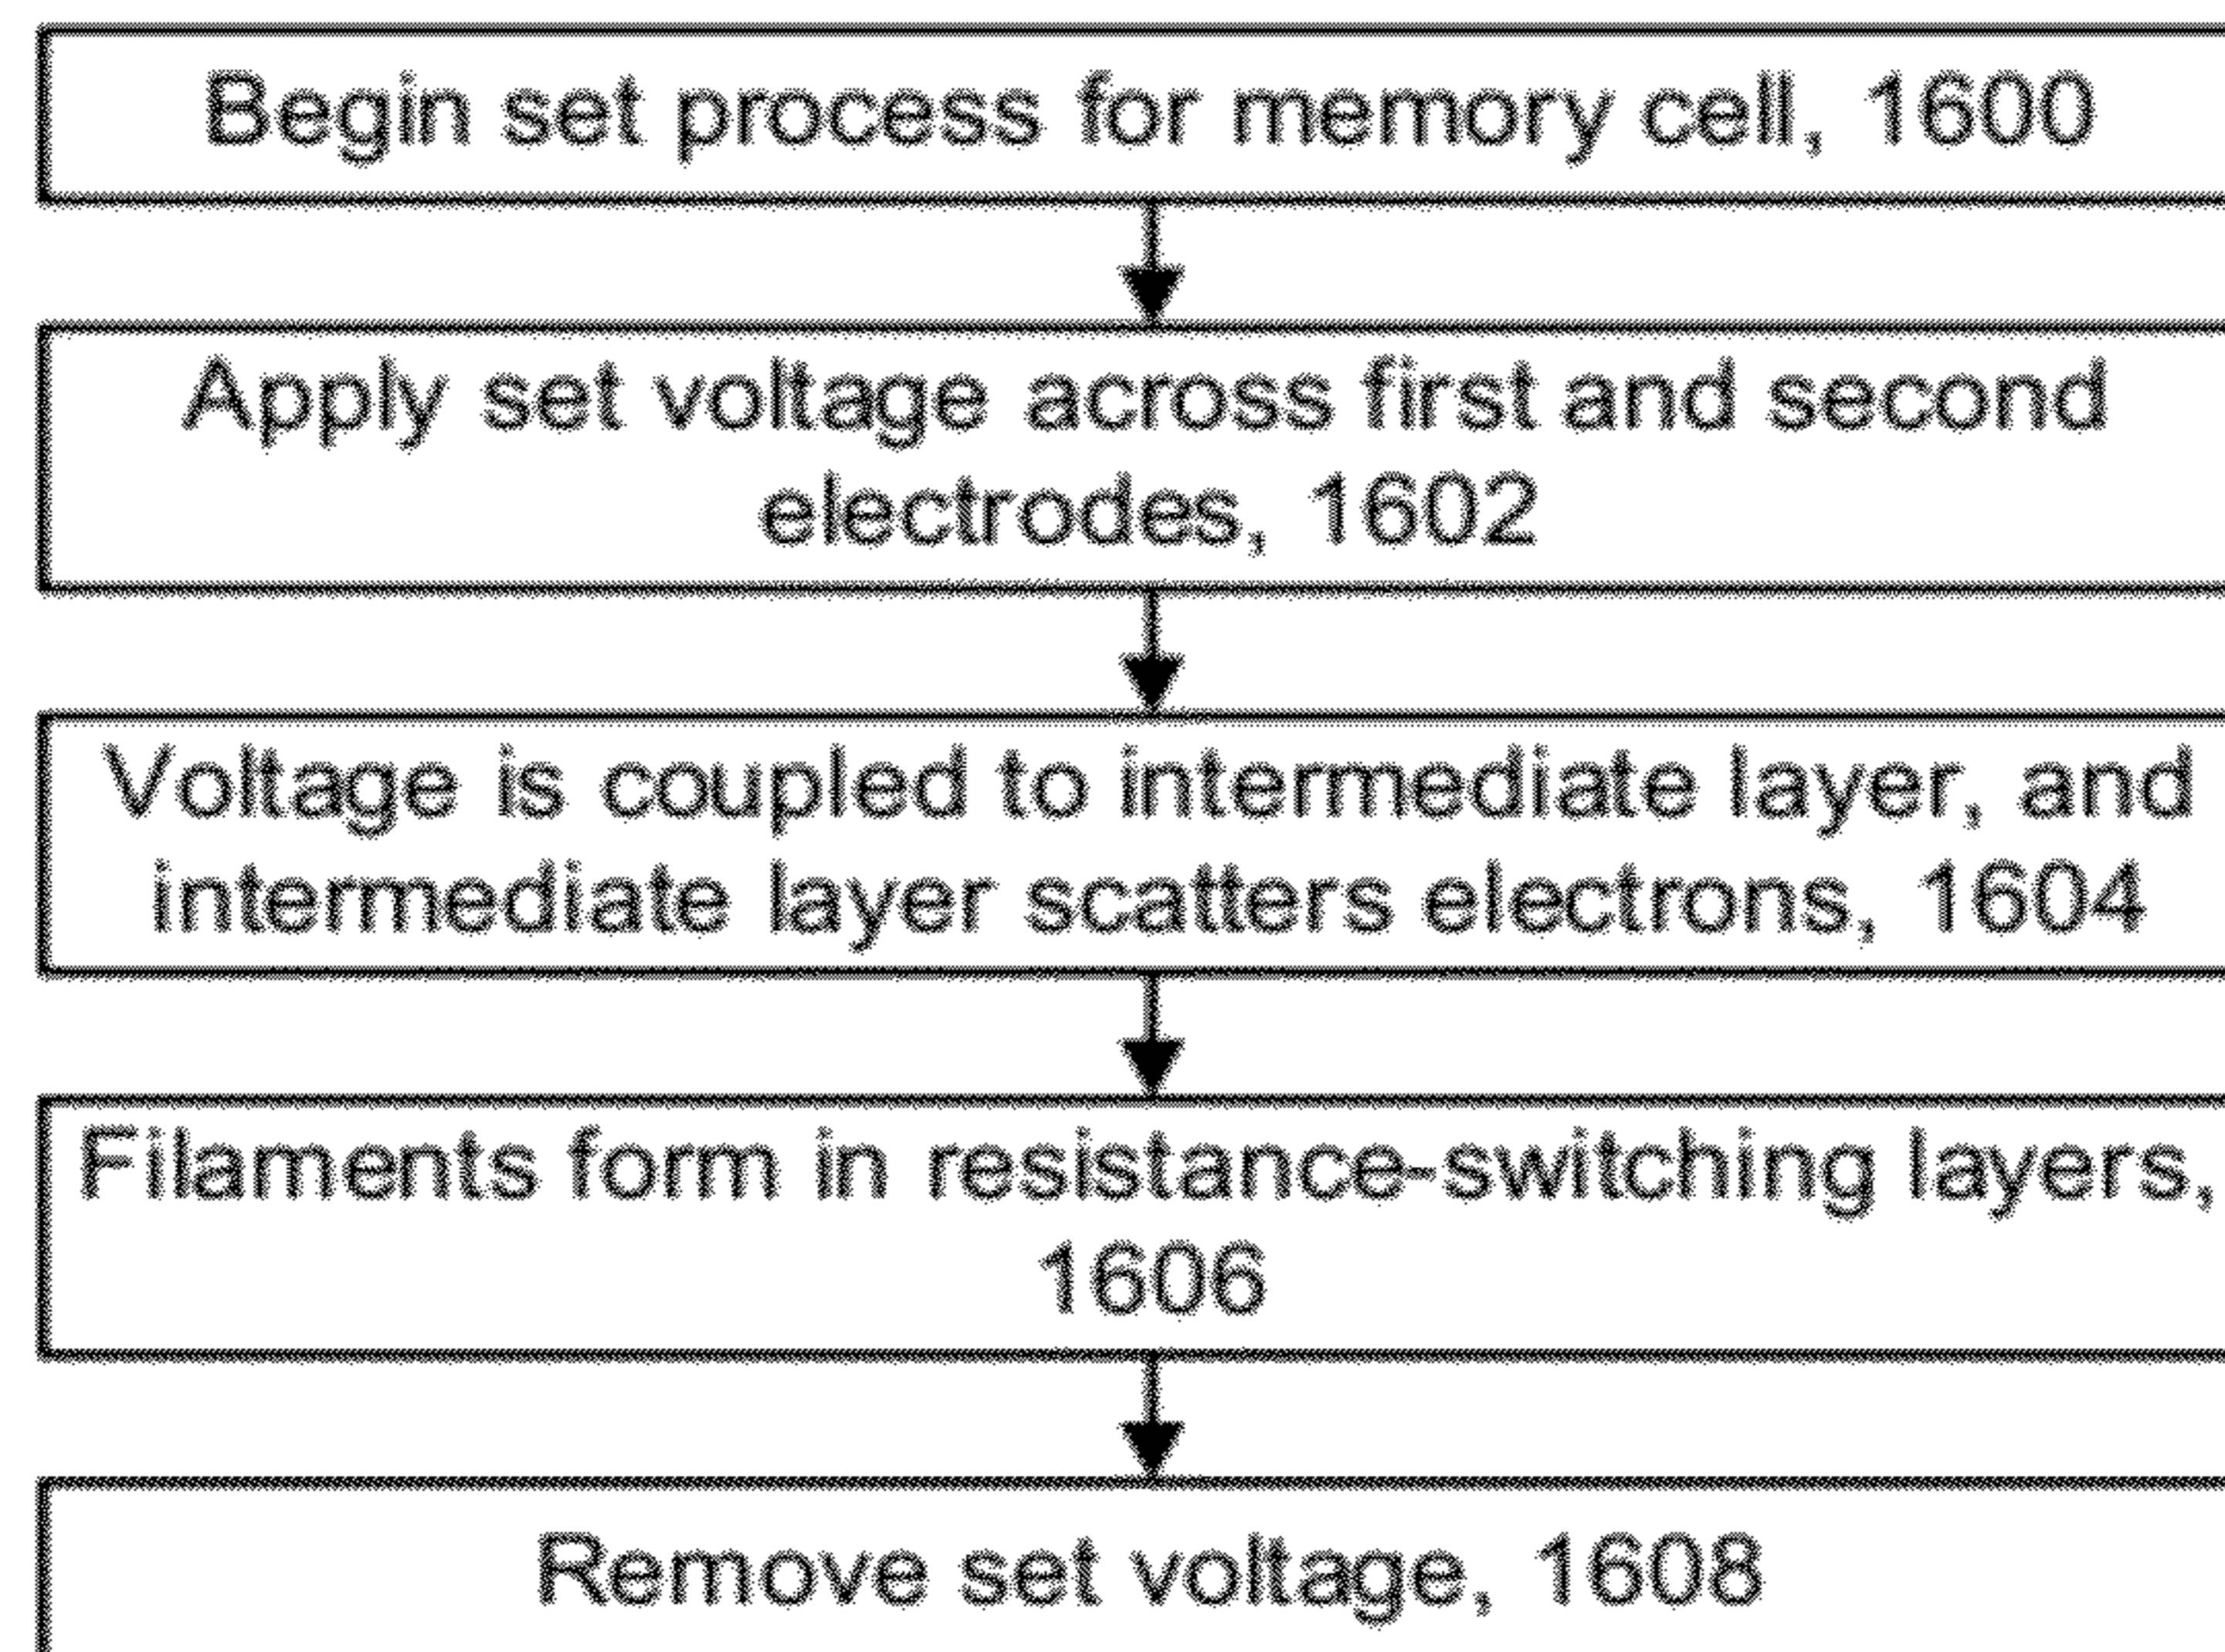 Begin set process for memory cell, 1600
Apply set voltage across first and second
electrodes, 1602
Voltage is coupled to intermediate layer, and
intermediate layer scatters electrons, 1604
Filaments form in resistance-switching layers,
1606
Remove set voltage, 1608